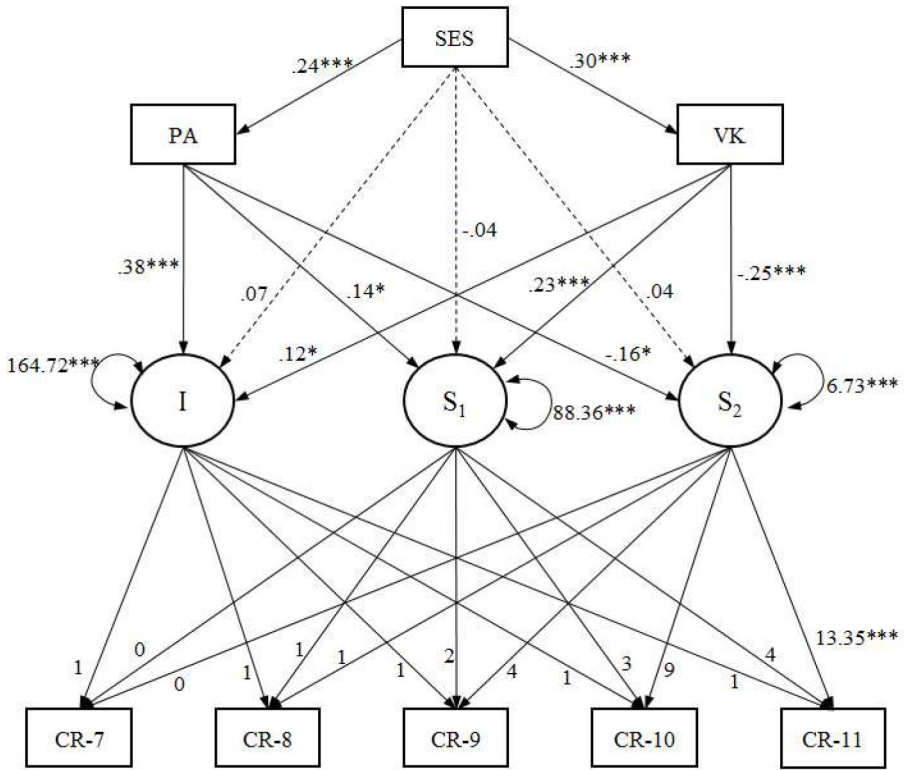 SES
.24***
.30***
PA
VK
-.04
.38***
.07
.14*
.23***
.04
-.25***
.12*
-.16*
164.72***
I
S₁
88.36***
S₂
6.73***
13.35***
1
0
0
1
1
1
1
2
4
1
3
9
1
4
CR-7
CR-8
CR-9
CR-10
CR-11